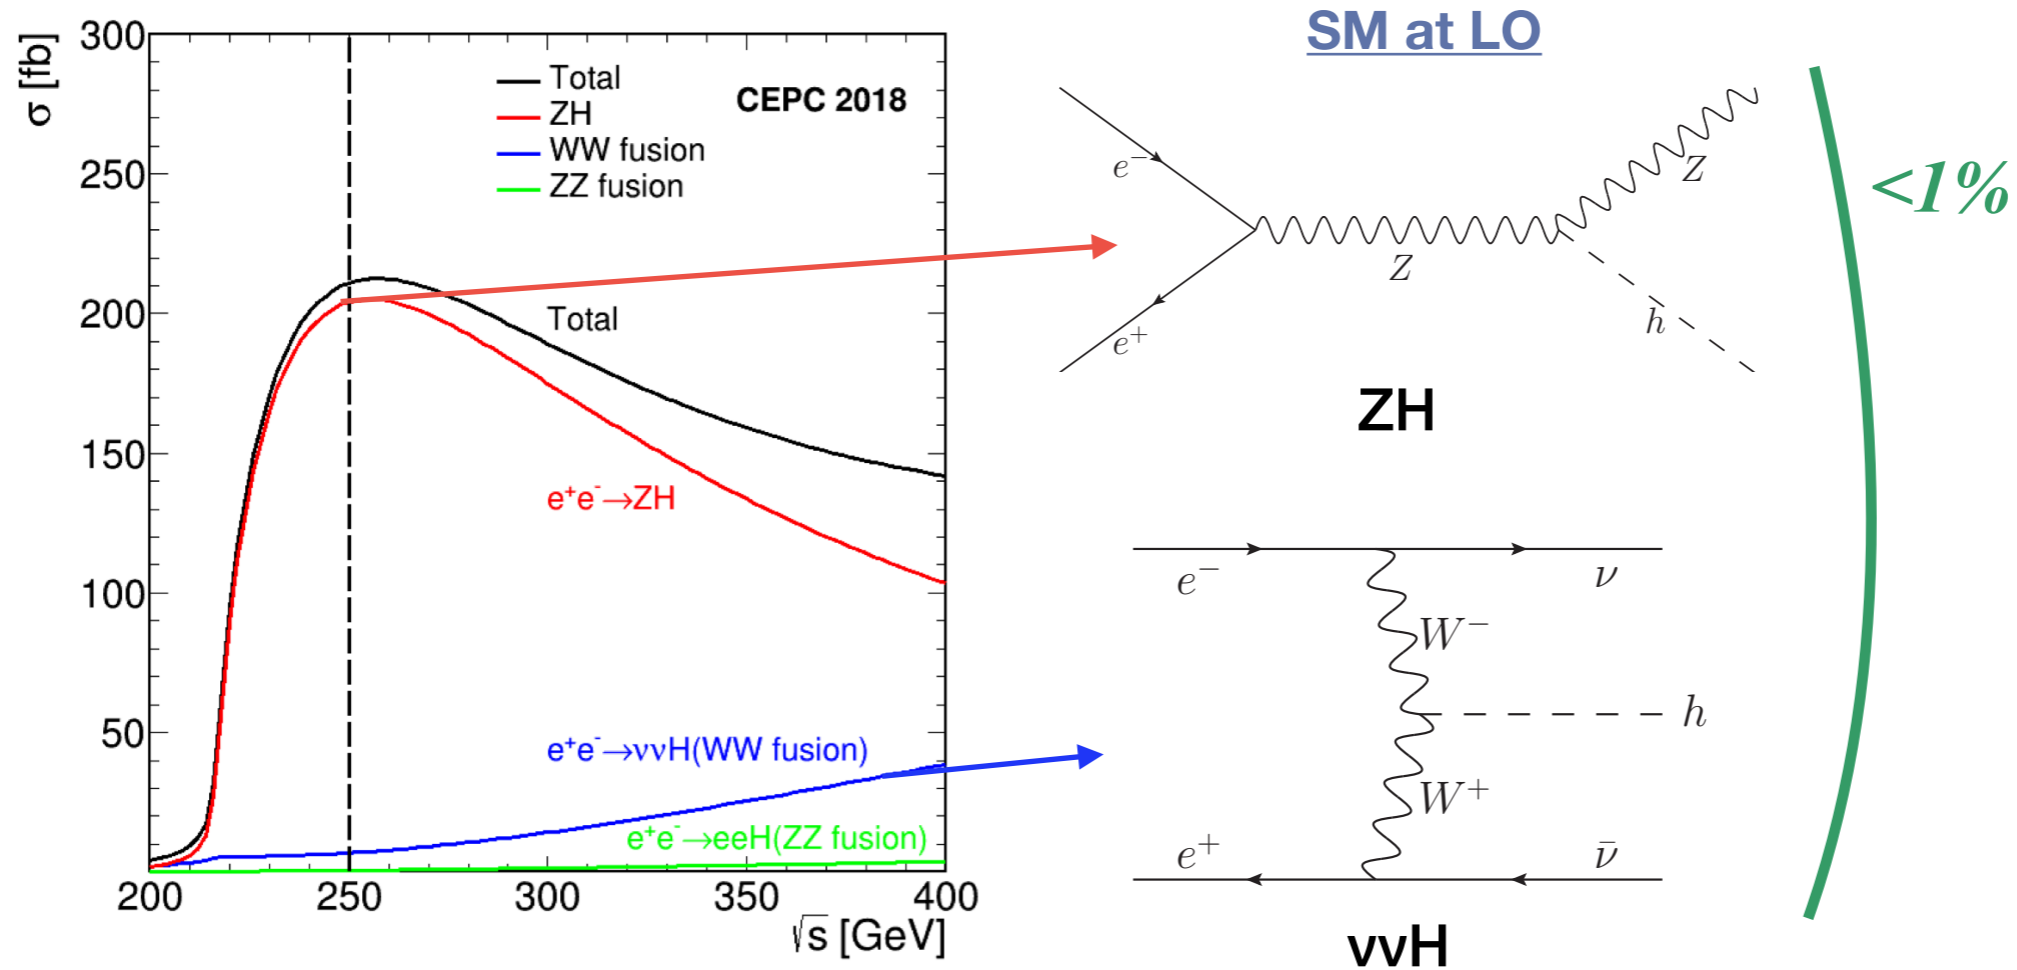 SM at LO
σ [fb]
300
250
200
150
100
50
200
250
300
350
400
√s [GeV]
Total
ZH
WW fusion
ZZ fusion
CEPC 2018
Total
e⁺e⁻→ZH
e⁺e⁻→ννH(WW fusion)
e⁺e⁻→eeH(ZZ fusion)
e⁻
e⁺
Z
Z
h
ZH
<1%
e⁻
ν
W⁻
h
W⁺
e⁺
ν̄
ννH